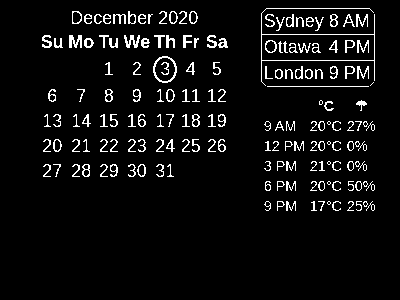 December 2020
Su Mo Tu We Th Fr Sa
1 2 3 4 5
6 7 8 9 10 11 12
13 14 15 16 17 18 19
20 21 22 23 24 25 26
27 28 29 30 31
Sydney 8 AM
Ottawa 4 PM
London 9 PM
°C ☂
9 AM 20°C 27%
12 PM 20°C 0%
3 PM 21°C 0%
6 PM 20°C 50%
9 PM 17°C 25%